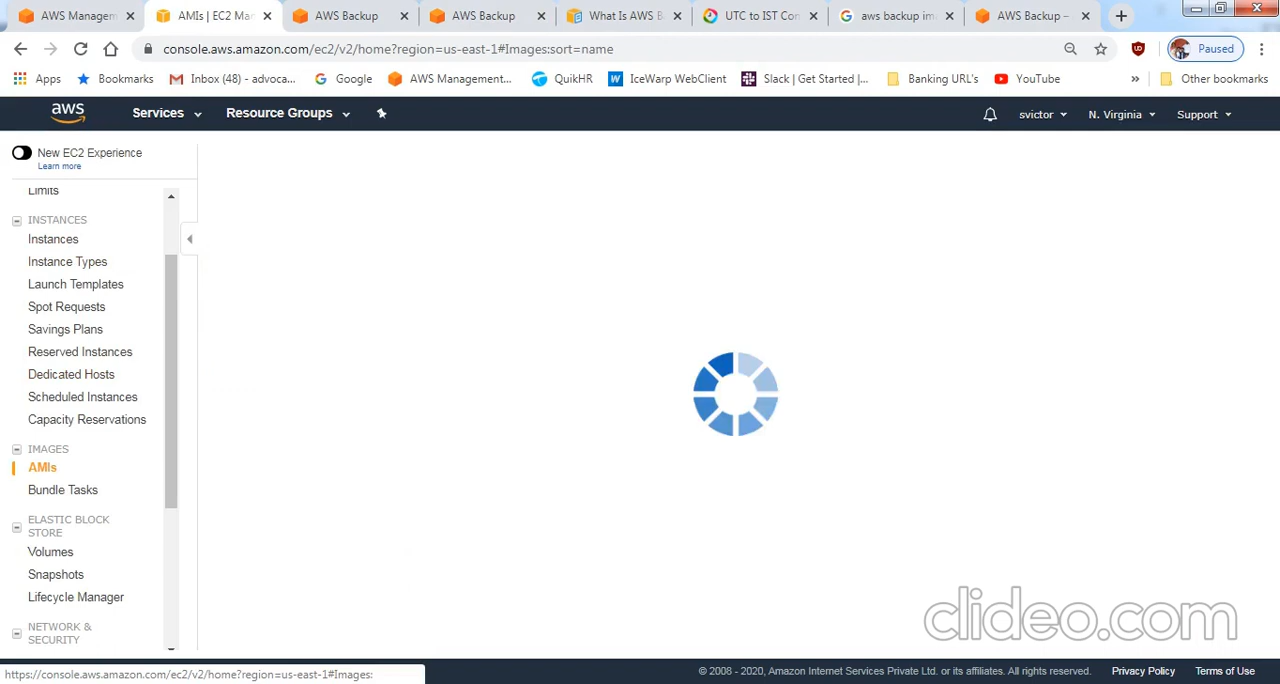 AWS Managem
AMIs | EC2 Ma
AWS Backup
AWS Backup
What Is AWS B
UTC to IST Con
aws backup im
AWS Backup –
console.aws.amazon.com/ec2/v2/home?region=us-east-1#Images:sort=name
Paused
Apps
Bookmarks
Inbox (48) - advoca...
Google
AWS Management...
QuikHR
IceWarp WebClient
Slack | Get Started |...
Banking URL's
YouTube
»
Other bookmarks
aws
Services
Resource Groups
svictor
N. Virginia
Support
New EC2 Experience
Learn more
Limits
INSTANCES
Instances
Instance Types
Launch Templates
Spot Requests
Savings Plans
Reserved Instances
Dedicated Hosts
Scheduled Instances
Capacity Reservations
IMAGES
AMIs
Bundle Tasks
ELASTIC BLOCK
STORE
Volumes
Snapshots
Lifecycle Manager
NETWORK &
SECURITY
clideo.com
https://console.aws.amazon.com/ec2/v2/home?region=us-east-1#Images:
© 2008 - 2020, Amazon Internet Services Private Ltd. or its affiliates. All rights reserved.
Privacy Policy
Terms of Use